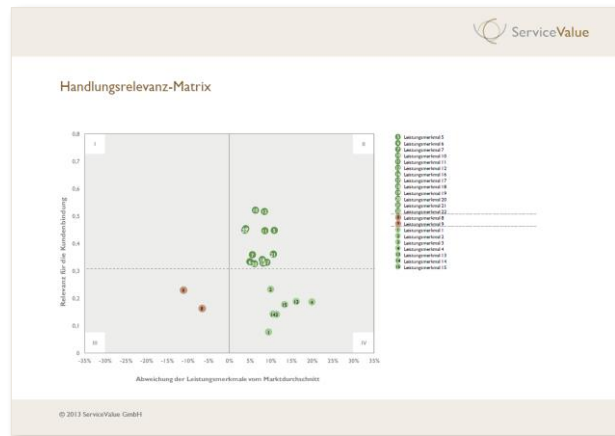 ServiceValue
Handlungsrelevanz-Matrix
Relevanz für die Kundenbindung
0,8
0,7
0,6
0,5
0,4
0,3
0,2
0,1
0
I
II
III
IV
-35% -30% -25% -20% -15% -10% -5% 0% 5% 10% 15% 20% 25% 30% 35%
Abweichung der Leistungsmerkmale vom Marktdurchschnitt
Leistungsmerkmal 5
Leistungsmerkmal 6
Leistungsmerkmal 7
Leistungsmerkmal 10
Leistungsmerkmal 11
Leistungsmerkmal 12
Leistungsmerkmal 16
Leistungsmerkmal 17
Leistungsmerkmal 18
Leistungsmerkmal 19
Leistungsmerkmal 20
Leistungsmerkmal 21
Leistungsmerkmal 22
Leistungsmerkmal 8
Leistungsmerkmal 9
Leistungsmerkmal 1
Leistungsmerkmal 2
Leistungsmerkmal 3
Leistungsmerkmal 4
Leistungsmerkmal 13
Leistungsmerkmal 14
Leistungsmerkmal 15
© 2013 ServiceValue GmbH